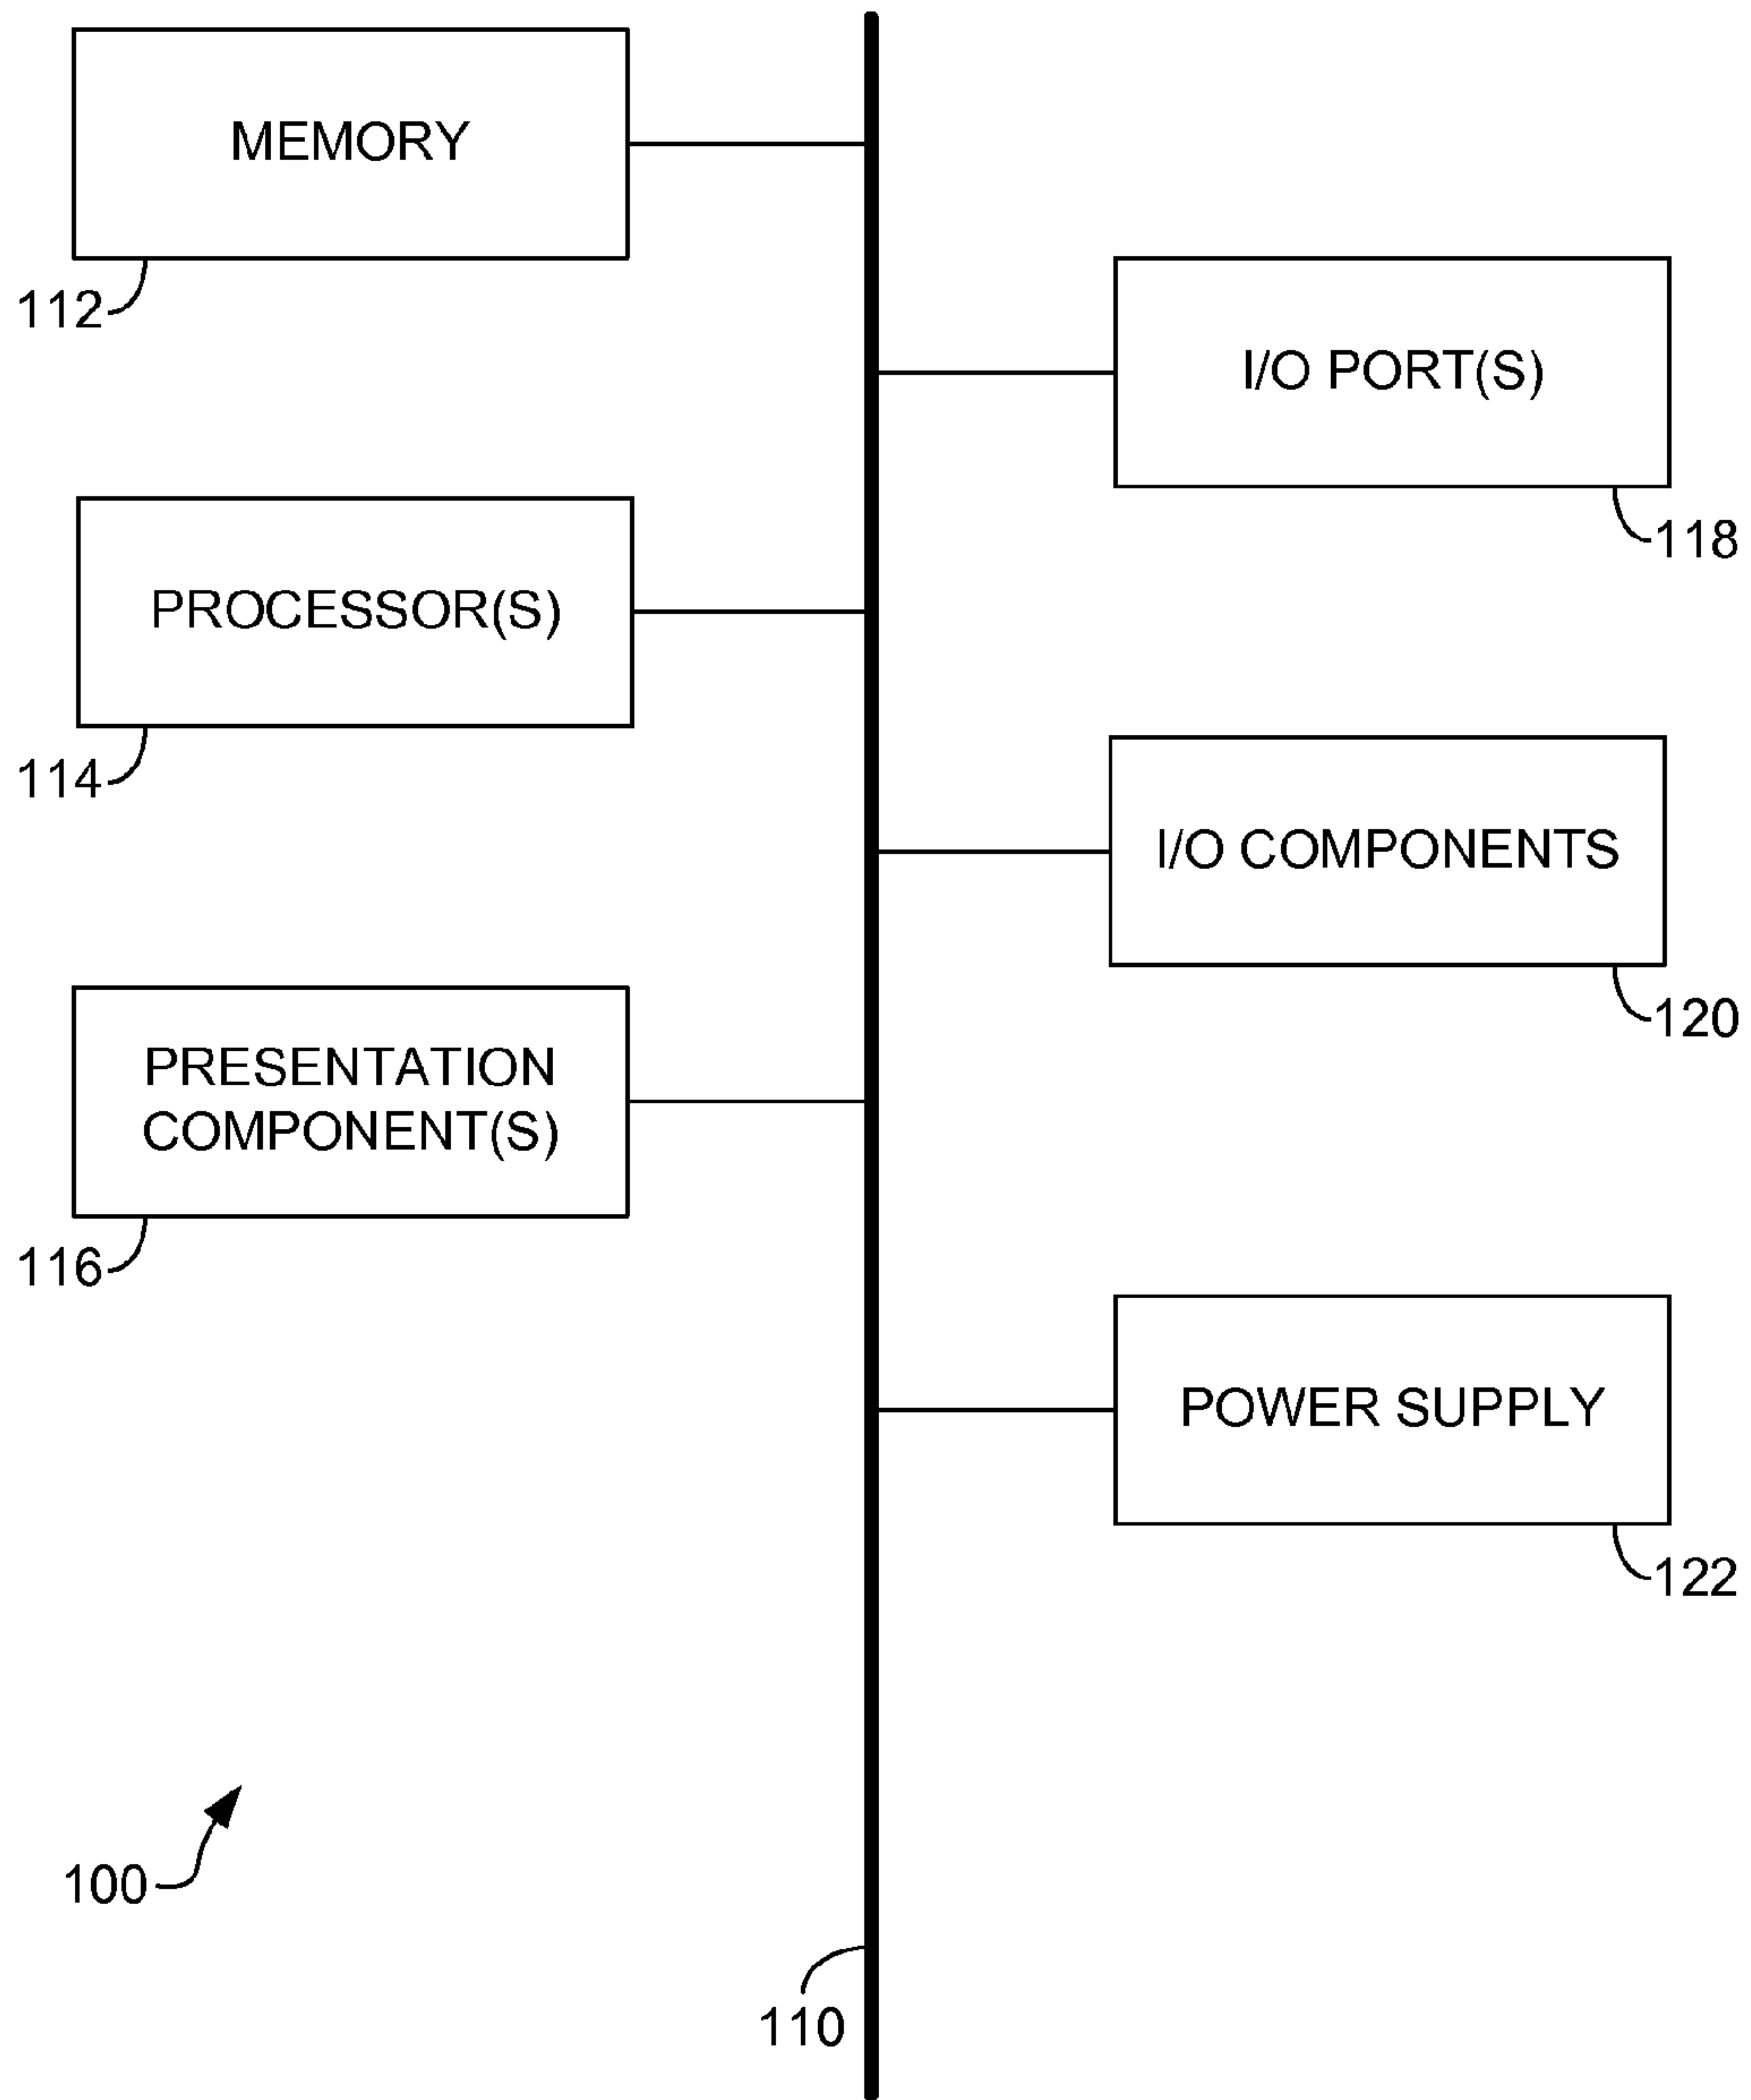 MEMORY
112
I/O PORT(S)
118
PROCESSOR(S)
114
I/O COMPONENTS
120
PRESENTATION
COMPONENT(S)
116
POWER SUPPLY
122
100
110